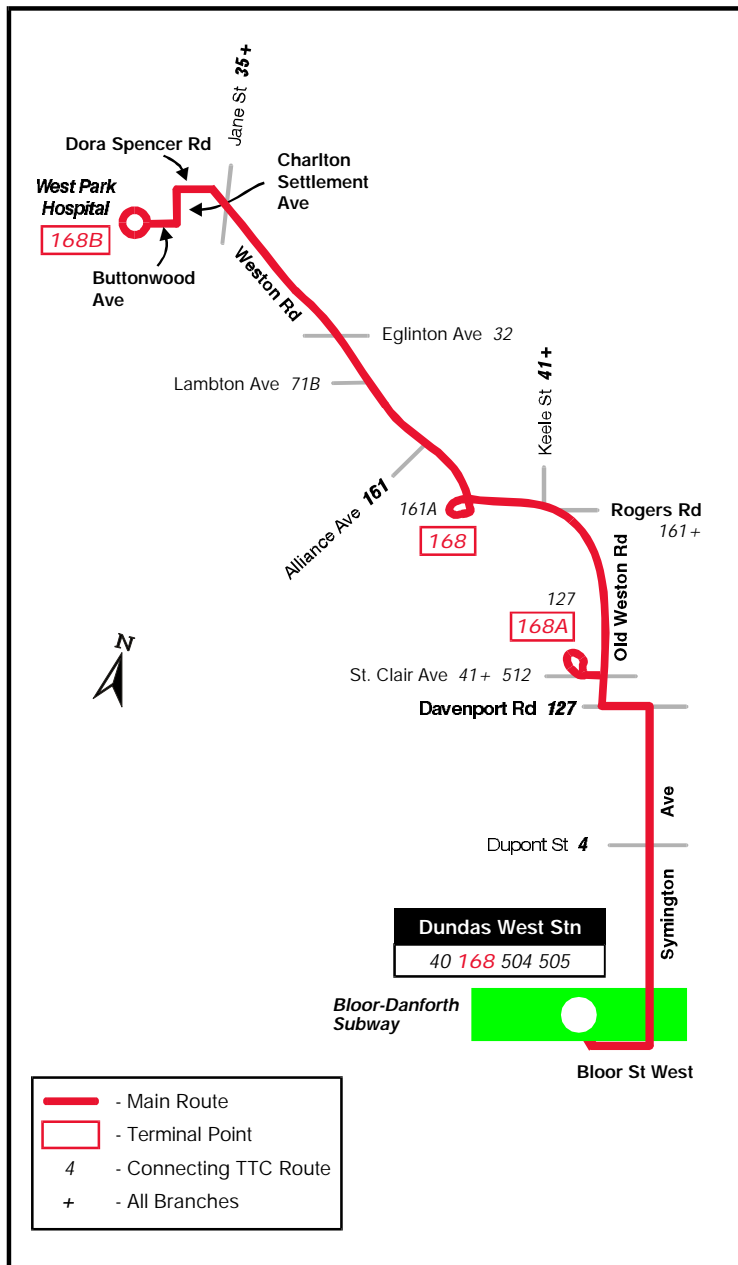 Jane St 35+
Dora Spencer Rd
Charlton
Settlement
Ave
West Park
Hospital
168B
Buttonwood
Ave
Weston Rd
Eglinton Ave 32
Lambton Ave 71B
Keele St 41+
Alliance Ave 161
161A
168
Rogers Rd
161+
Old Weston Rd
127
168A
N
St. Clair Ave 41+ 512
Davenport Rd 127
Ave
Dupont St 4
Symington
Dundas West Stn
40 168 504 505
Bloor-Danforth
Subway
Bloor St West
- Main Route
- Terminal Point
4 - Connecting TTC Route
+ - All Branches